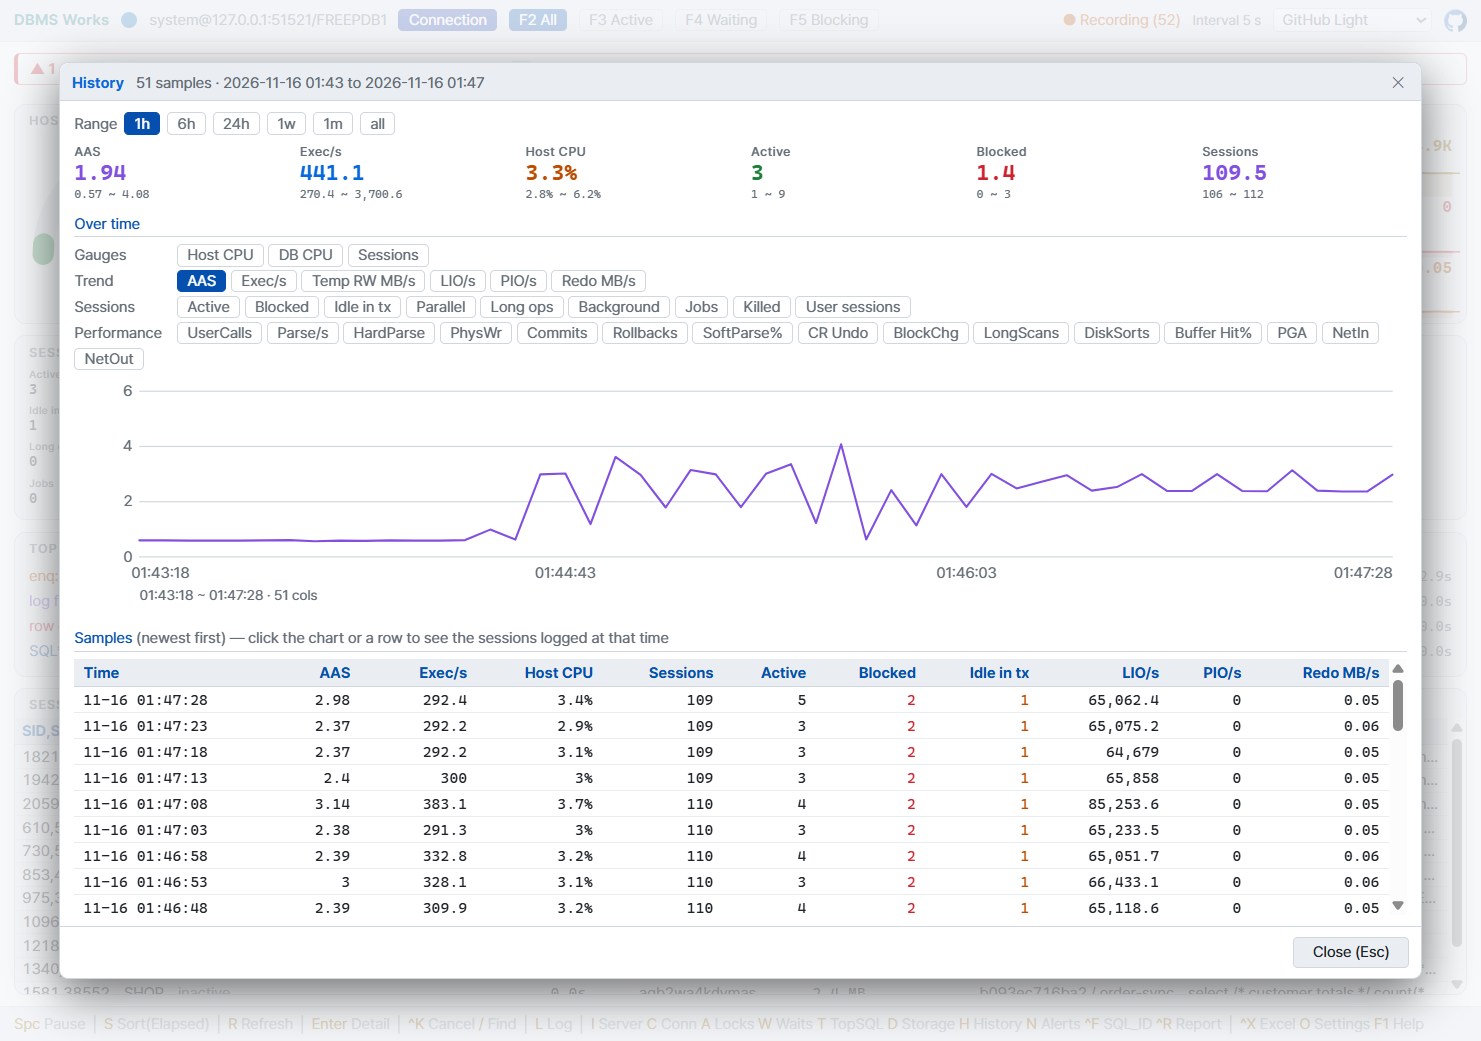 DBMS Works system@127.0.0.1:51521/FREEPDB1 Connection F2 All F3 Active F4 Waiting F5 Blocking Recording (52) Interval 5 s GitHub Light
1
History 51 samples · 2026-11-16 01:43 to 2026-11-16 01:47
Range 1h 6h 24h 1w 1m all
AAS Exec/s Host CPU Active Blocked Sessions
1.94 441.1 3.3% 3 1.4 109.5
0.57 ~ 4.08 270.4 ~ 3,700.6 2.8% ~ 6.2% 1 ~ 9 0 ~ 3 106 ~ 112
Over time
Gauges Host CPU DB CPU Sessions
Trend AAS Exec/s Temp RW MB/s LIO/s PIO/s Redo MB/s
Sessions Active Blocked Idle in tx Parallel Long ops Background Jobs Killed User sessions
Performance UserCalls Parse/s HardParse PhysWr Commits Rollbacks SoftParse% CR Undo BlockChg LongScans DiskSorts Buffer Hit% PGA NetIn
NetOut
6
4
2
0
01:43:18 01:44:43 01:46:03 01:47:28
01:43:18 ~ 01:47:28 · 51 cols
Samples (newest first) — click the chart or a row to see the sessions logged at that time
Time AAS Exec/s Host CPU Sessions Active Blocked Idle in tx LIO/s PIO/s Redo MB/s
11-16 01:47:28 2.98 292.4 3.4% 109 5 2 1 65,062.4 0 0.05
11-16 01:47:23 2.37 292.2 2.9% 109 3 2 1 65,075.2 0 0.06
11-16 01:47:18 2.37 292.2 3.1% 109 3 2 1 64,679 0 0.05
11-16 01:47:13 2.4 300 3% 109 3 2 1 65,858 0 0.05
11-16 01:47:08 3.14 383.1 3.7% 110 4 2 1 85,253.6 0 0.05
11-16 01:47:03 2.38 291.3 3% 110 3 2 1 65,233.5 0 0.05
11-16 01:46:58 2.39 332.8 3.2% 110 4 2 1 65,051.7 0 0.06
11-16 01:46:53 3 328.1 3.1% 110 3 2 1 66,433.1 0 0.06
11-16 01:46:48 2.39 309.9 3.2% 110 4 2 1 65,118.6 0 0.05
Close (Esc)
Spc Pause | S Sort(Elapsed) | R Refresh | Enter Detail | ^K Cancel / Find | L Log | I Server C Conn A Locks W Waits T TopSQL D Storage H History N Alerts ^F SQL_ID ^R Report | ^X Excel O Settings F1 Help